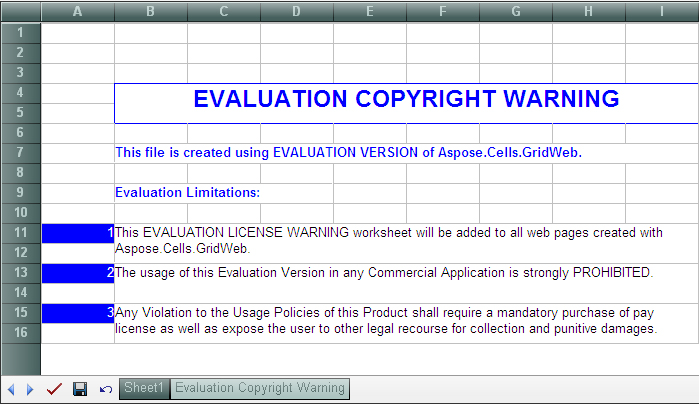 A B C D E F G H I
1
2
3
4 EVALUATION COPYRIGHT WARNING
5
6
7 This file is created using EVALUATION VERSION of Aspose.Cells.GridWeb.
8
9 Evaluation Limitations:
10
11 1 This EVALUATION LICENSE WARNING worksheet will be added to all web pages created with
12 Aspose.Cells.GridWeb.
13 2 The usage of this Evaluation Version in any Commercial Application is strongly PROHIBITED.
14
15 3 Any Violation to the Usage Policies of this Product shall require a mandatory purchase of pay
16 license as well as expose the user to other legal recourse for collection and punitive damages.
Sheet1 Evaluation Copyright Warning